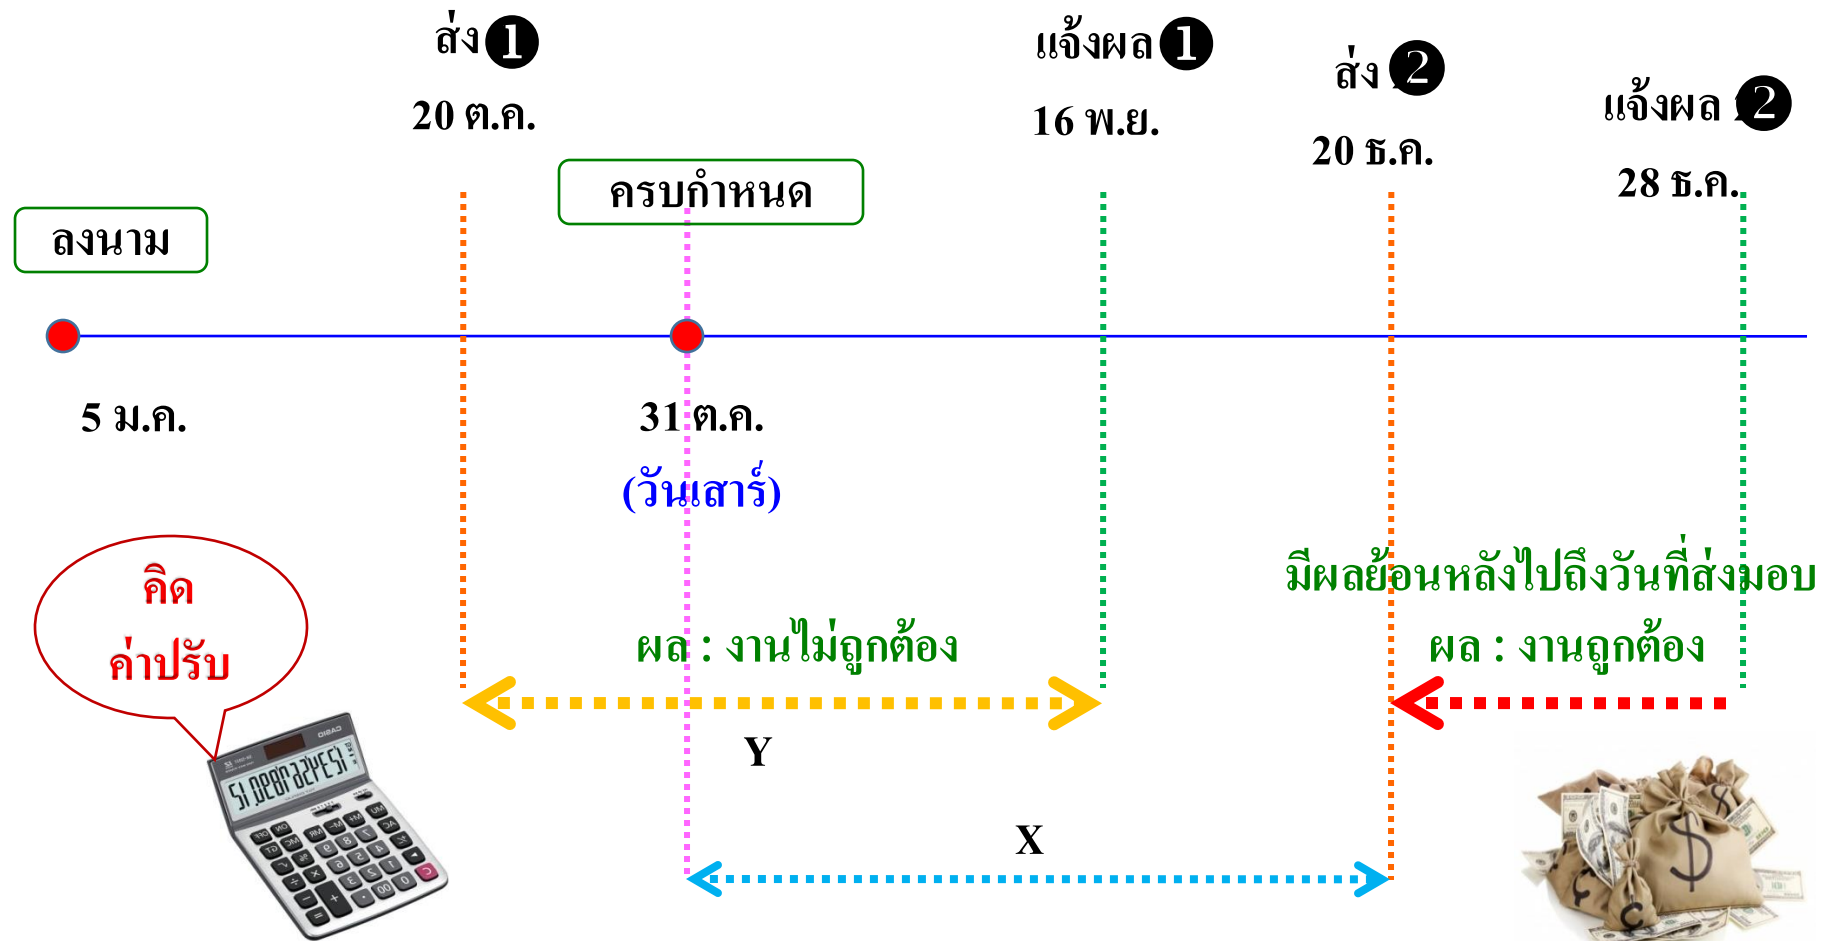 ส่ง ❶
20 ต.ค.
แจ้งผล ❶
16 พ.ย.
ส่ง ❷
20 ธ.ค.
แจ้งผล ❷
28 ธ.ค.
ลงนาม
ครบกำหนด
5 ม.ค.
31 ต.ค.
(วันเสาร์)
คิด
ค่าปรับ
ผล : งานไม่ถูกต้อง
มีผลย้อนหลังไปถึงวันที่ส่งมอบ
ผล : งานถูกต้อง
Y
X
CASIO